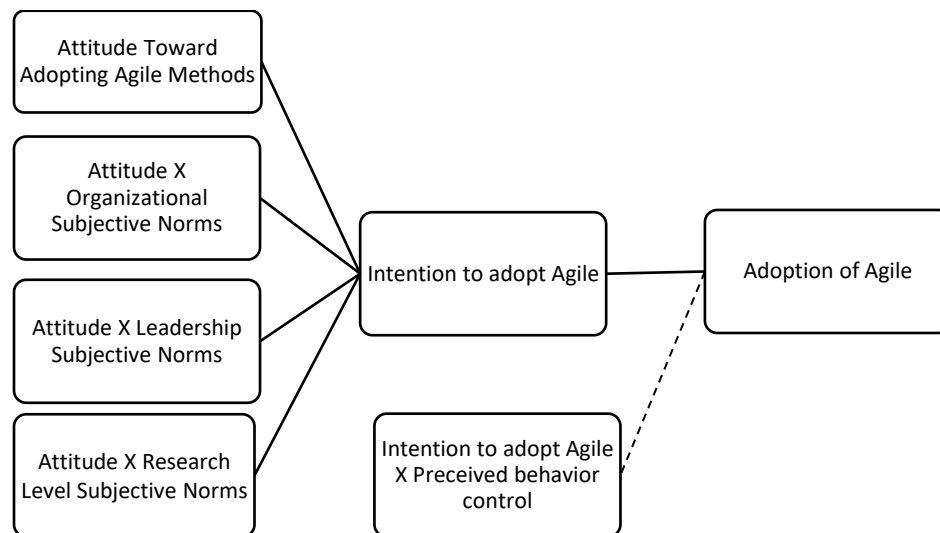 Attitude Toward
Adopting Agile Methods
Attitude X
Organizational
Subjective Norms
Attitude X Leadership
Subjective Norms
Attitude X Research
Level Subjective Norms
Intention to adopt Agile
Intention to adopt Agile
X Preceived behavior
control
Adoption of Agile